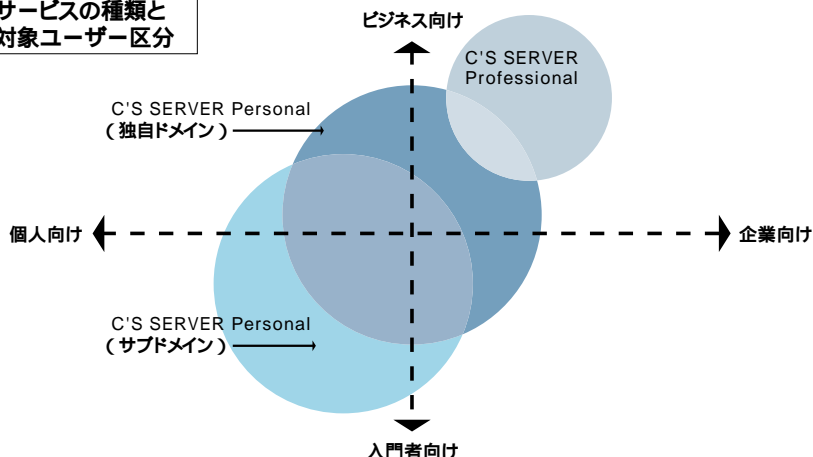 サービスの種類と
対象ユーザー区分
ビジネス向け
C'S SERVER
Professional
C'S SERVER Personal
(独自ドメイン)
個人向け
企業向け
C'S SERVER Personal
(サブドメイン)
入門者向け